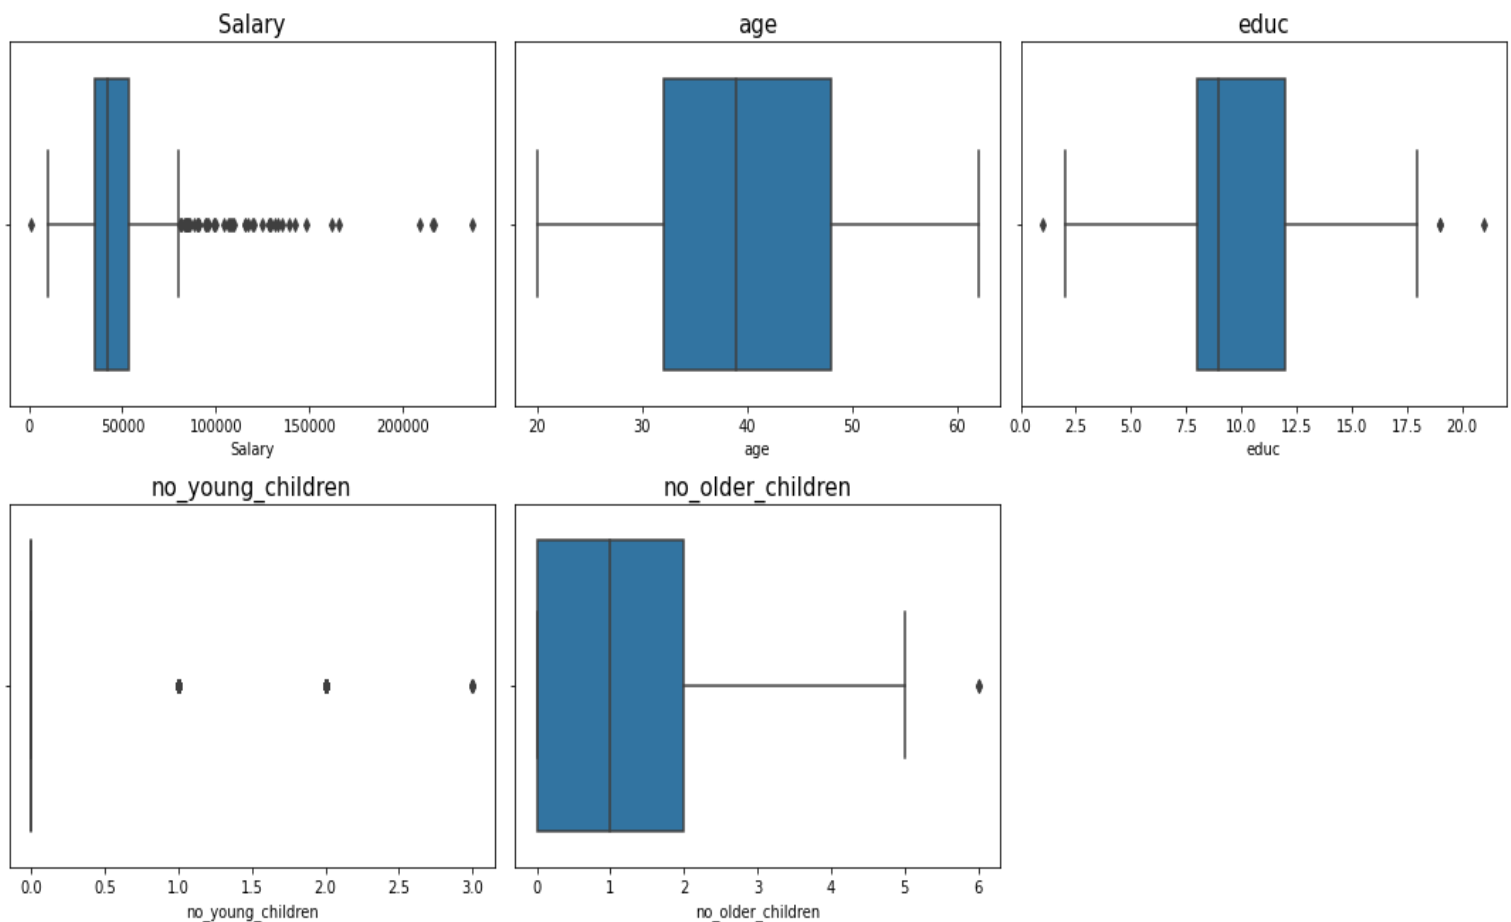 Salary
age
educ
0 50000 100000 150000 200000
20 30 40 50 60
0.0 2.5 5.0 7.5 10.0 12.5 15.0 17.5 20.0
Salary
age
educ
no_young_children
no_older_children
0.0 0.5 1.0 1.5 2.0 2.5 3.0
0 1 2 3 4 5 6
no_young_children
no_older_children